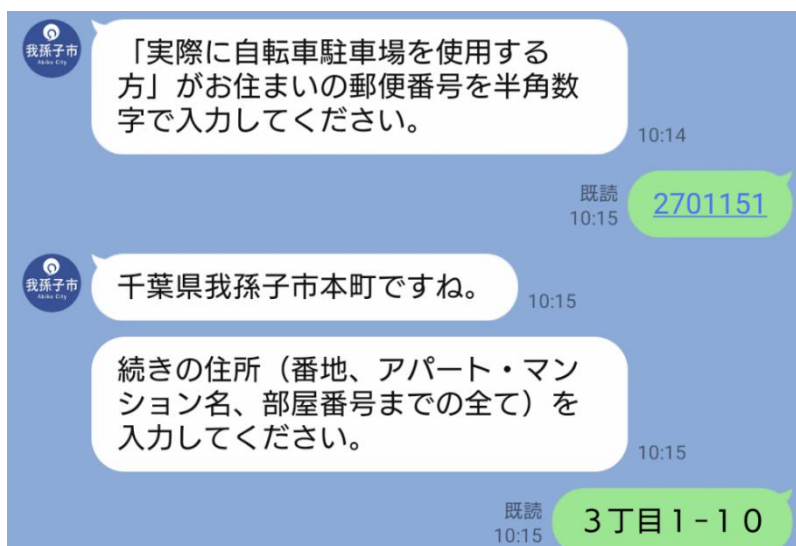 我孫子市
Abiko City
「実際に自転車駐車場を使用する
方」がお住まいの郵便番号を半角数
字で入力してください。
10:14
既読
10:15
2701151
我孫子市
Abiko City
千葉県我孫子市本町ですね。
10:15
続きの住所(番地、アパート・マン
ション名、部屋番号までの全て)を
入力してください。
10:15
既読
10:15
3丁目1-10